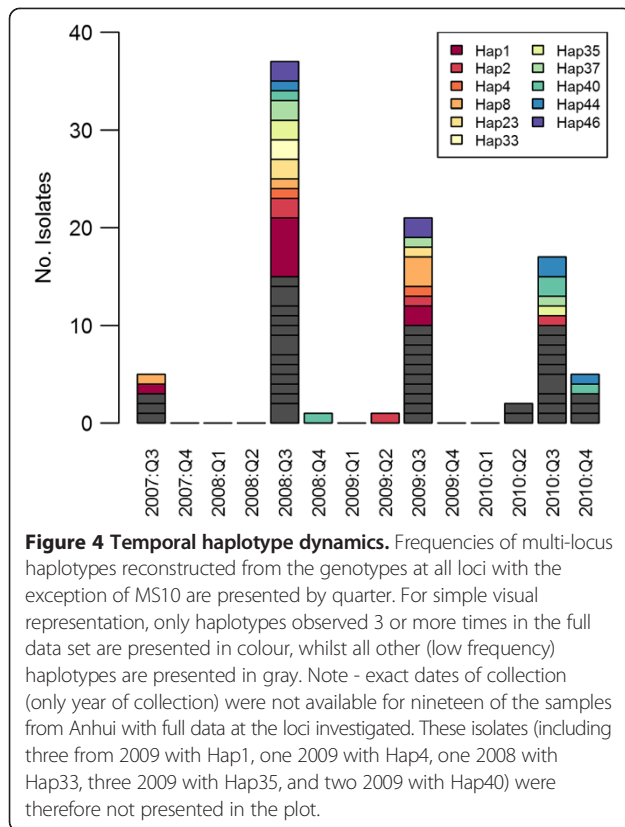 No. Isolates
40
30
20
10
0
Hap1
Hap2
Hap4
Hap8
Hap23
Hap33
Hap35
Hap37
Hap40
Hap44
Hap46
2007:Q3
2007:Q4
2008:Q1
2008:Q2
2008:Q3
2008:Q4
2009:Q1
2009:Q2
2009:Q3
2009:Q4
2010:Q1
2010:Q2
2010:Q3
2010:Q4
Figure 4 Temporal haplotype dynamics. Frequencies of multi-locus
haplotypes reconstructed from the genotypes at all loci with the
exception of MS10 are presented by quarter. For simple visual
representation, only haplotypes observed 3 or more times in the full
data set are presented in colour, whilst all other (low frequency)
haplotypes are presented in gray. Note - exact dates of collection
(only year of collection) were not available for nineteen of the samples
from Anhui with full data at the loci investigated. These isolates (including
three from 2009 with Hap1, one 2009 with Hap4, one 2008 with
Hap33, three 2009 with Hap35, and two 2009 with Hap40) were
therefore not presented in the plot.